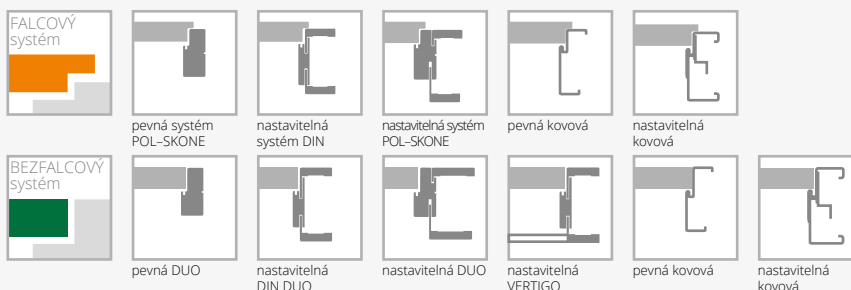 FALCOVÝ
systém
pevná systém
POL–SKONE
nastavitelná
systém DIN
nastavitelná systém
POL–SKONE
pevná kovová
nastavitelná
kovová
BEZFALCOVÝ
systém
pevná DUO
nastavitelná
DIN DUO
nastavitelná DUO
nastavitelná
VERTIGO
pevná kovová
nastavitelná
kovová